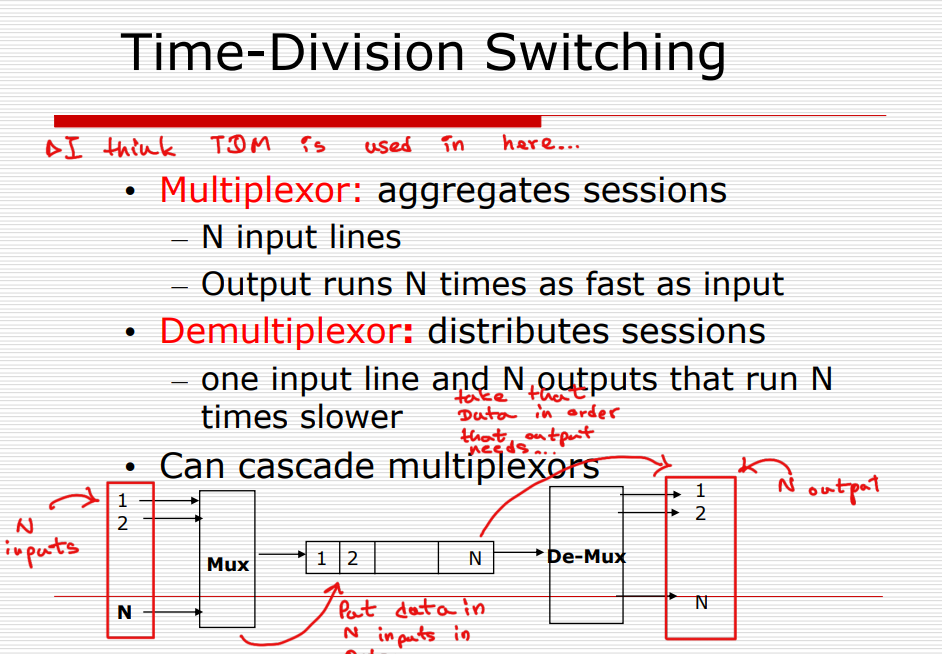 Time-Division Switching
I think TDM is used in here...
• Multiplexor: aggregates sessions
– N input lines
– Output runs N times as fast as input
• Demultiplexor: distributes sessions
– one input line and N outputs that run N
times slower
take that
Data in order
that output
needs...
• Can cascade multiplexors
N
inputs
1
2
N
Mux
1 2 N
De-Mux
1
2
N
N output
Put data in
N inputs in